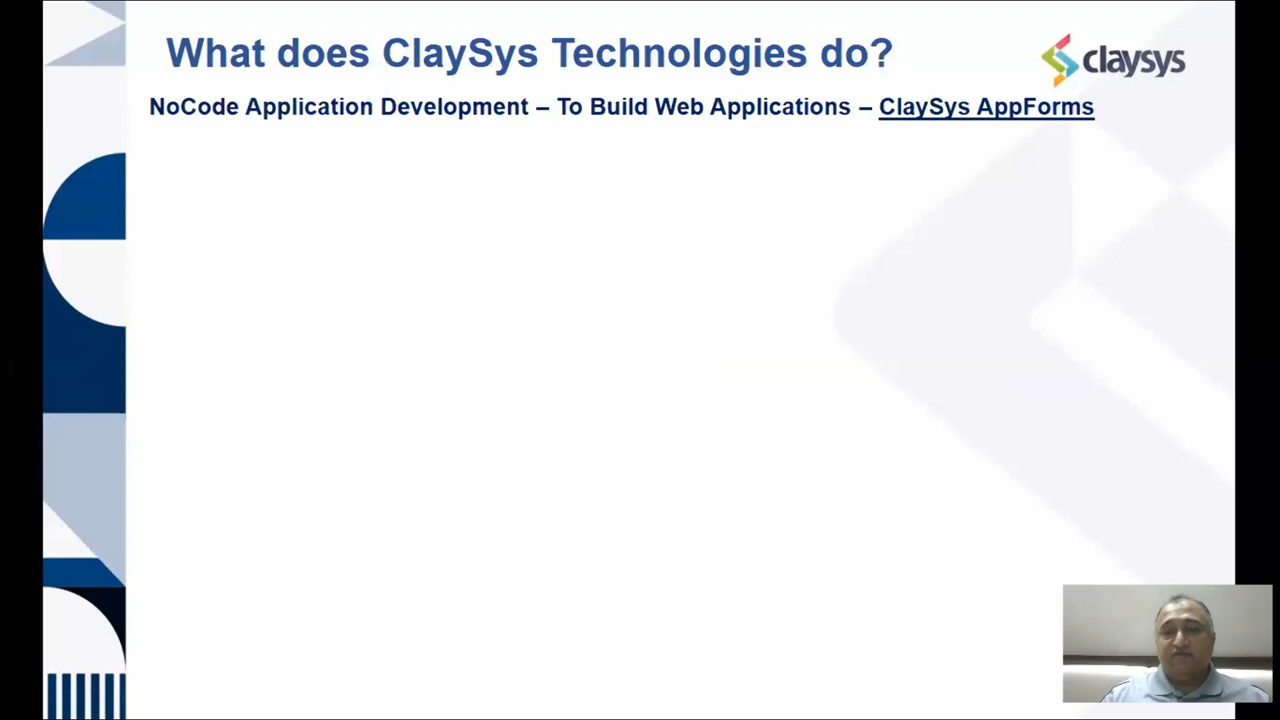 What does ClaySys Technologies do?
claysys
NoCode Application Development – To Build Web Applications – ClaySys AppForms